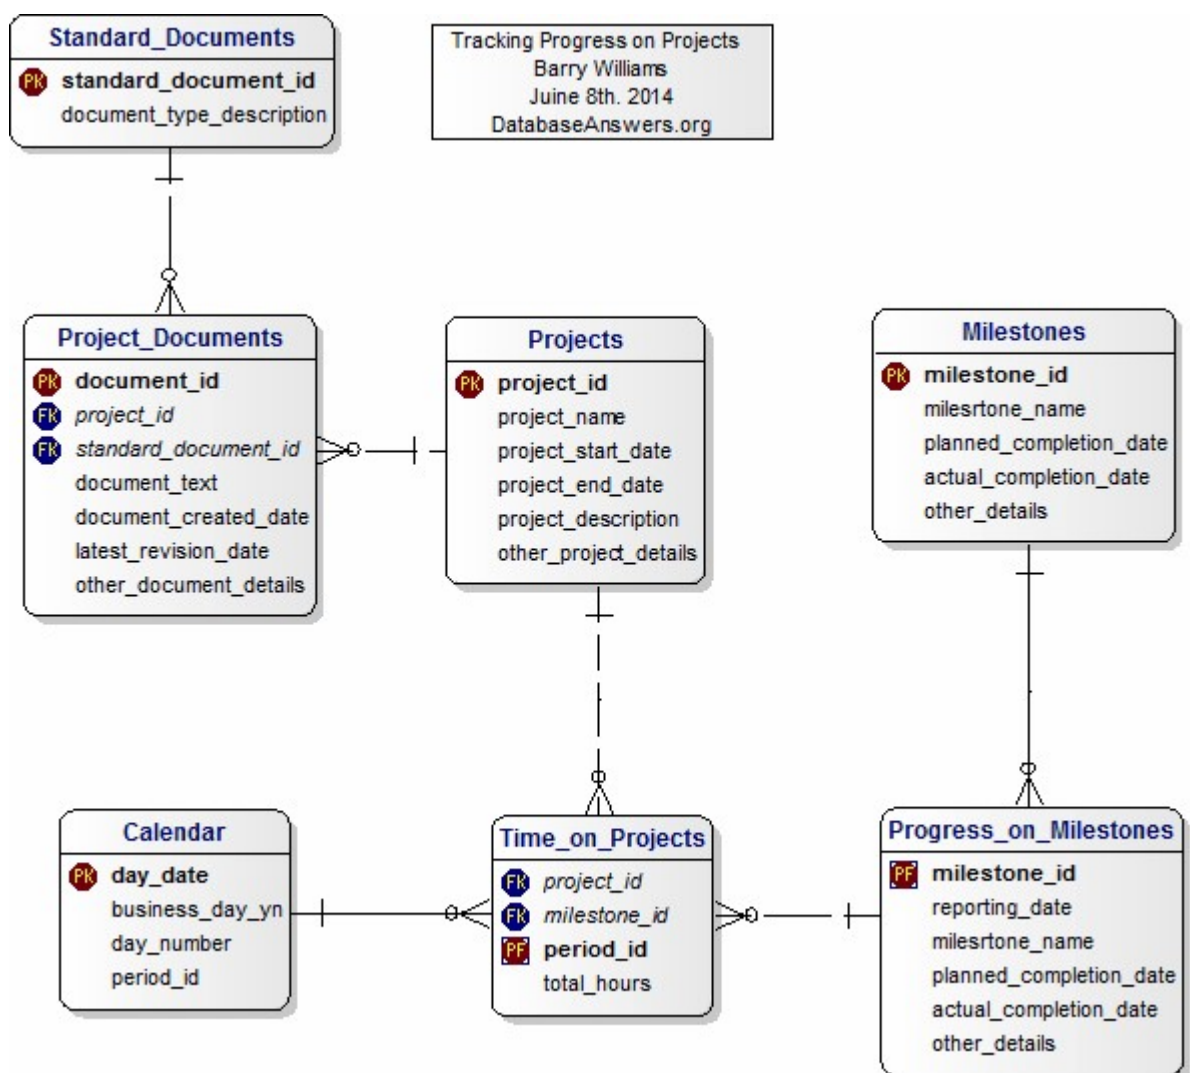 Standard_Documents
PK standard_document_id
document_type_description
Tracking Progress on Projects
Barry Williams
Juine 8th. 2014
DatabaseAnswers.org
Project_Documents
PK document_id
FK project_id
FK standard_document_id
document_text
document_created_date
latest_revision_date
other_document_details
Projects
PK project_id
project_name
project_start_date
project_end_date
project_description
other_project_details
Milestones
PK milestone_id
milesrtone_name
planned_completion_date
actual_completion_date
other_details
Calendar
PK day_date
business_day_yn
day_number
period_id
Time_on_Projects
FK project_id
FK milestone_id
PF period_id
total_hours
Progress_on_Milestones
PF milestone_id
reporting_date
milesrtone_name
planned_completion_date
actual_completion_date
other_details